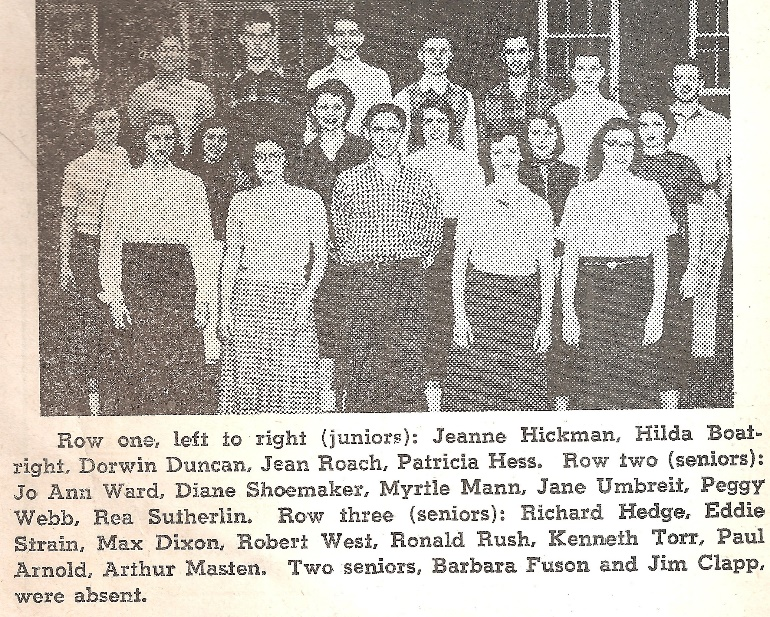 Row one, left to right (juniors): Jeanne Hickman, Hilda Boat-
right, Dorwin Duncan, Jean Roach, Patricia Hess. Row two (seniors):
Jo Ann Ward, Diane Shoemaker, Myrtle Mann, Jane Umbreit, Peggy
Webb, Rea Sutherlin. Row three (seniors): Richard Hedge, Eddie
Strain, Max Dixon, Robert West, Ronald Rush, Kenneth Torr, Paul
Arnold, Arthur Masten. Two seniors, Barbara Fuson and Jim Clapp,
were absent.